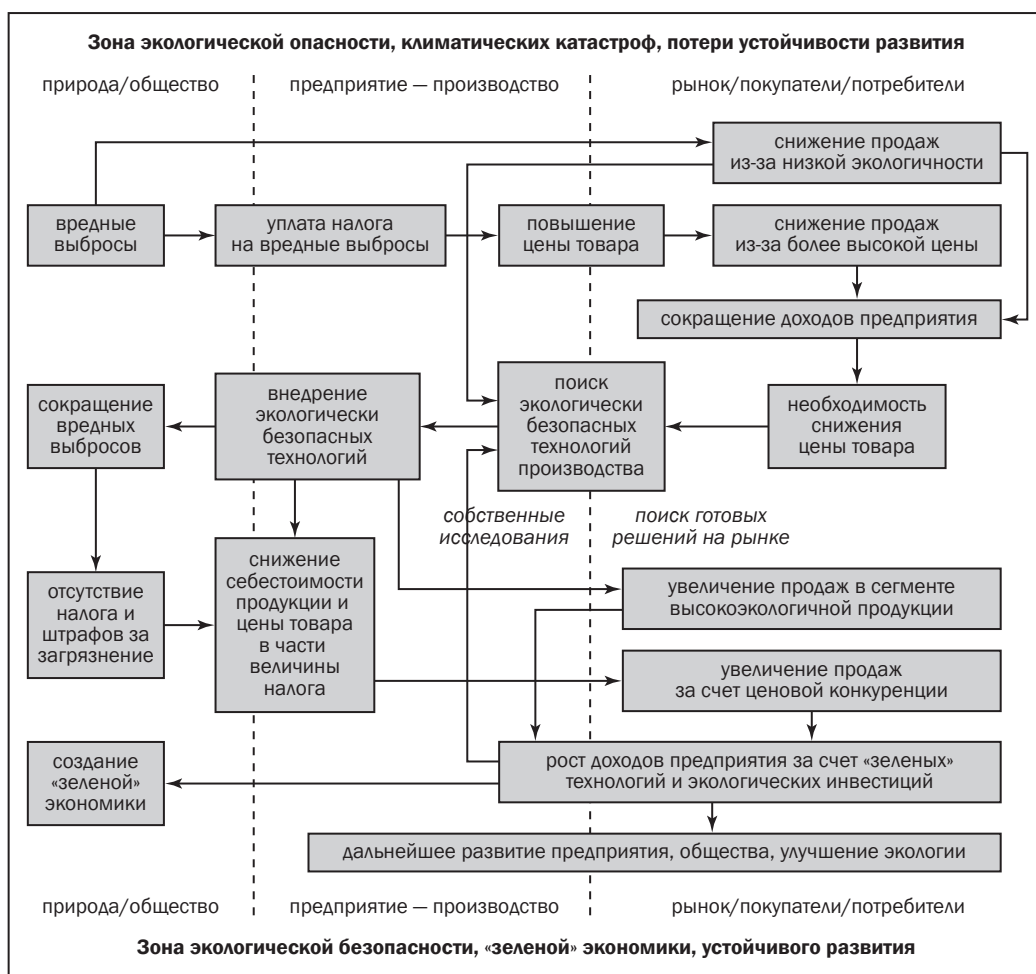 Зона экологической опасности, климатических катастроф, потери устойчивости развития
природа/общество
предприятие — производство
рынок/покупатели/потребители
снижение продаж
из-за низкой экологичности
вредные
выбросы
уплата налога
на вредные выбросы
повышение
цены товара
снижение продаж
из-за более высокой цены
сокращение доходов предприятия
сокращение
вредных
выбросов
внедрение
экологически
безопасных
технологий
поиск
экологически
безопасных
технологий
производства
необходимость
снижения
цены товара
собственные
исследования
поиск готовых
решений на рынке
отсутствие
налога и
штрафов за
загрязнение
снижение
себестоимости
продукции и
цены товара
в части
величины
налога
увеличение продаж в сегменте
высокоэкологичной продукции
увеличение продаж
за счет ценовой конкуренции
создание
«зеленой»
экономики
рост доходов предприятия за счет «зеленых»
технологий и экологических инвестиций
дальнейшее развитие предприятия, общества, улучшение экологии
природа/общество
предприятие — производство
рынок/покупатели/потребители
Зона экологической безопасности, «зеленой» экономики, устойчивого развития